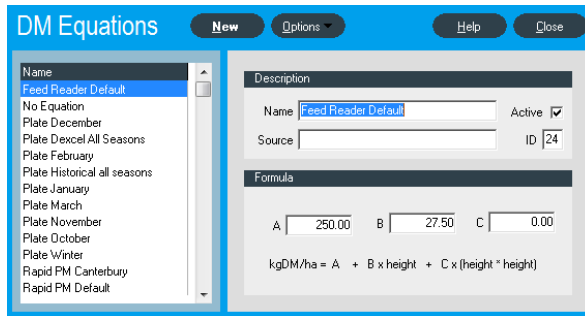 DM Equations
New
Options
Help
Close
Name
Feed Reader Default
No Equation
Plate December
Plate Dexcel All Seasons
Plate February
Plate Historical all seasons
Plate January
Plate March
Plate November
Plate October
Plate Winter
Rapid PM Canterbury
Rapid PM Default
Description
Name Feed Reader Default Active
Source ID 24
Formula
A 250.00 B 27.50 C 0.00
kgDM/ha = A + B x height + C x (height * height)